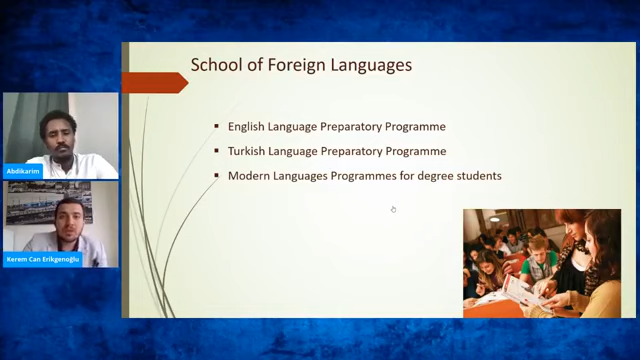 School of Foreign Languages
▪ English Language Preparatory Programme
▪ Turkish Language Preparatory Programme
▪ Modern Languages Programmes for degree students
Abdikarim
Kerem Can Erikgenoğlu